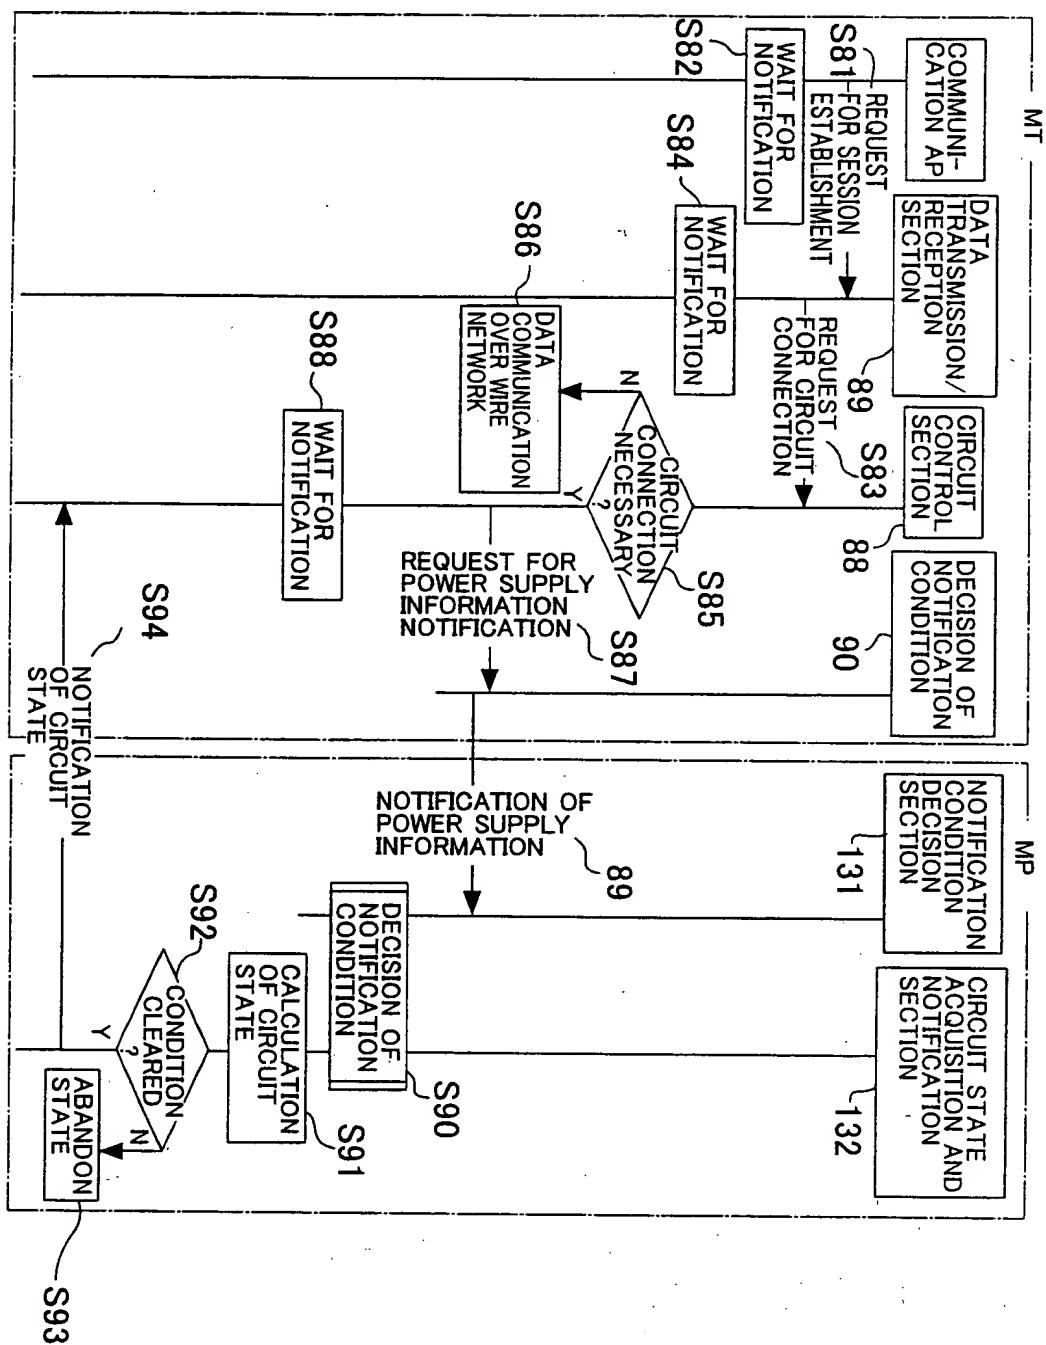 MT
COMMUNI-
CATION AP
DATA
TRANSMISSION/
RECEPTION
SECTION
89
CIRCUIT
CONTROL
SECTION
88
DECISION OF
NOTIFICATION
CONDITION
90
MP
NOTIFICATION
CONDITION
DECISION
SECTION
131
CIRCUIT STATE
ACQUISITION AND
NOTIFICATION
SECTION
132
S81
REQUEST
FOR SESSION
ESTABLISHMENT
S82
WAIT FOR
NOTIFICATION
REQUEST
FOR CIRCUIT
CONNECTION
S83
S84
WAIT FOR
NOTIFICATION
CIRCUIT
CONNECTION
NECESSARY
?
S85
N
Y
S86
DATA
COMMUNICATION
OVER WIRE
NETWORK
REQUEST FOR
POWER SUPPLY
INFORMATION
NOTIFICATION
S87
S88
WAIT FOR
NOTIFICATION
NOTIFICATION OF
POWER SUPPLY
INFORMATION
89
DECISION OF
NOTIFICATION
CONDITION
S90
CALCULATION
OF CIRCUIT
STATE
S91
S92
CONDITION
CLEARED
?
Y
N
ABANDON
STATE
S93
S94
NOTIFICATION
OF CIRCUIT
STATE